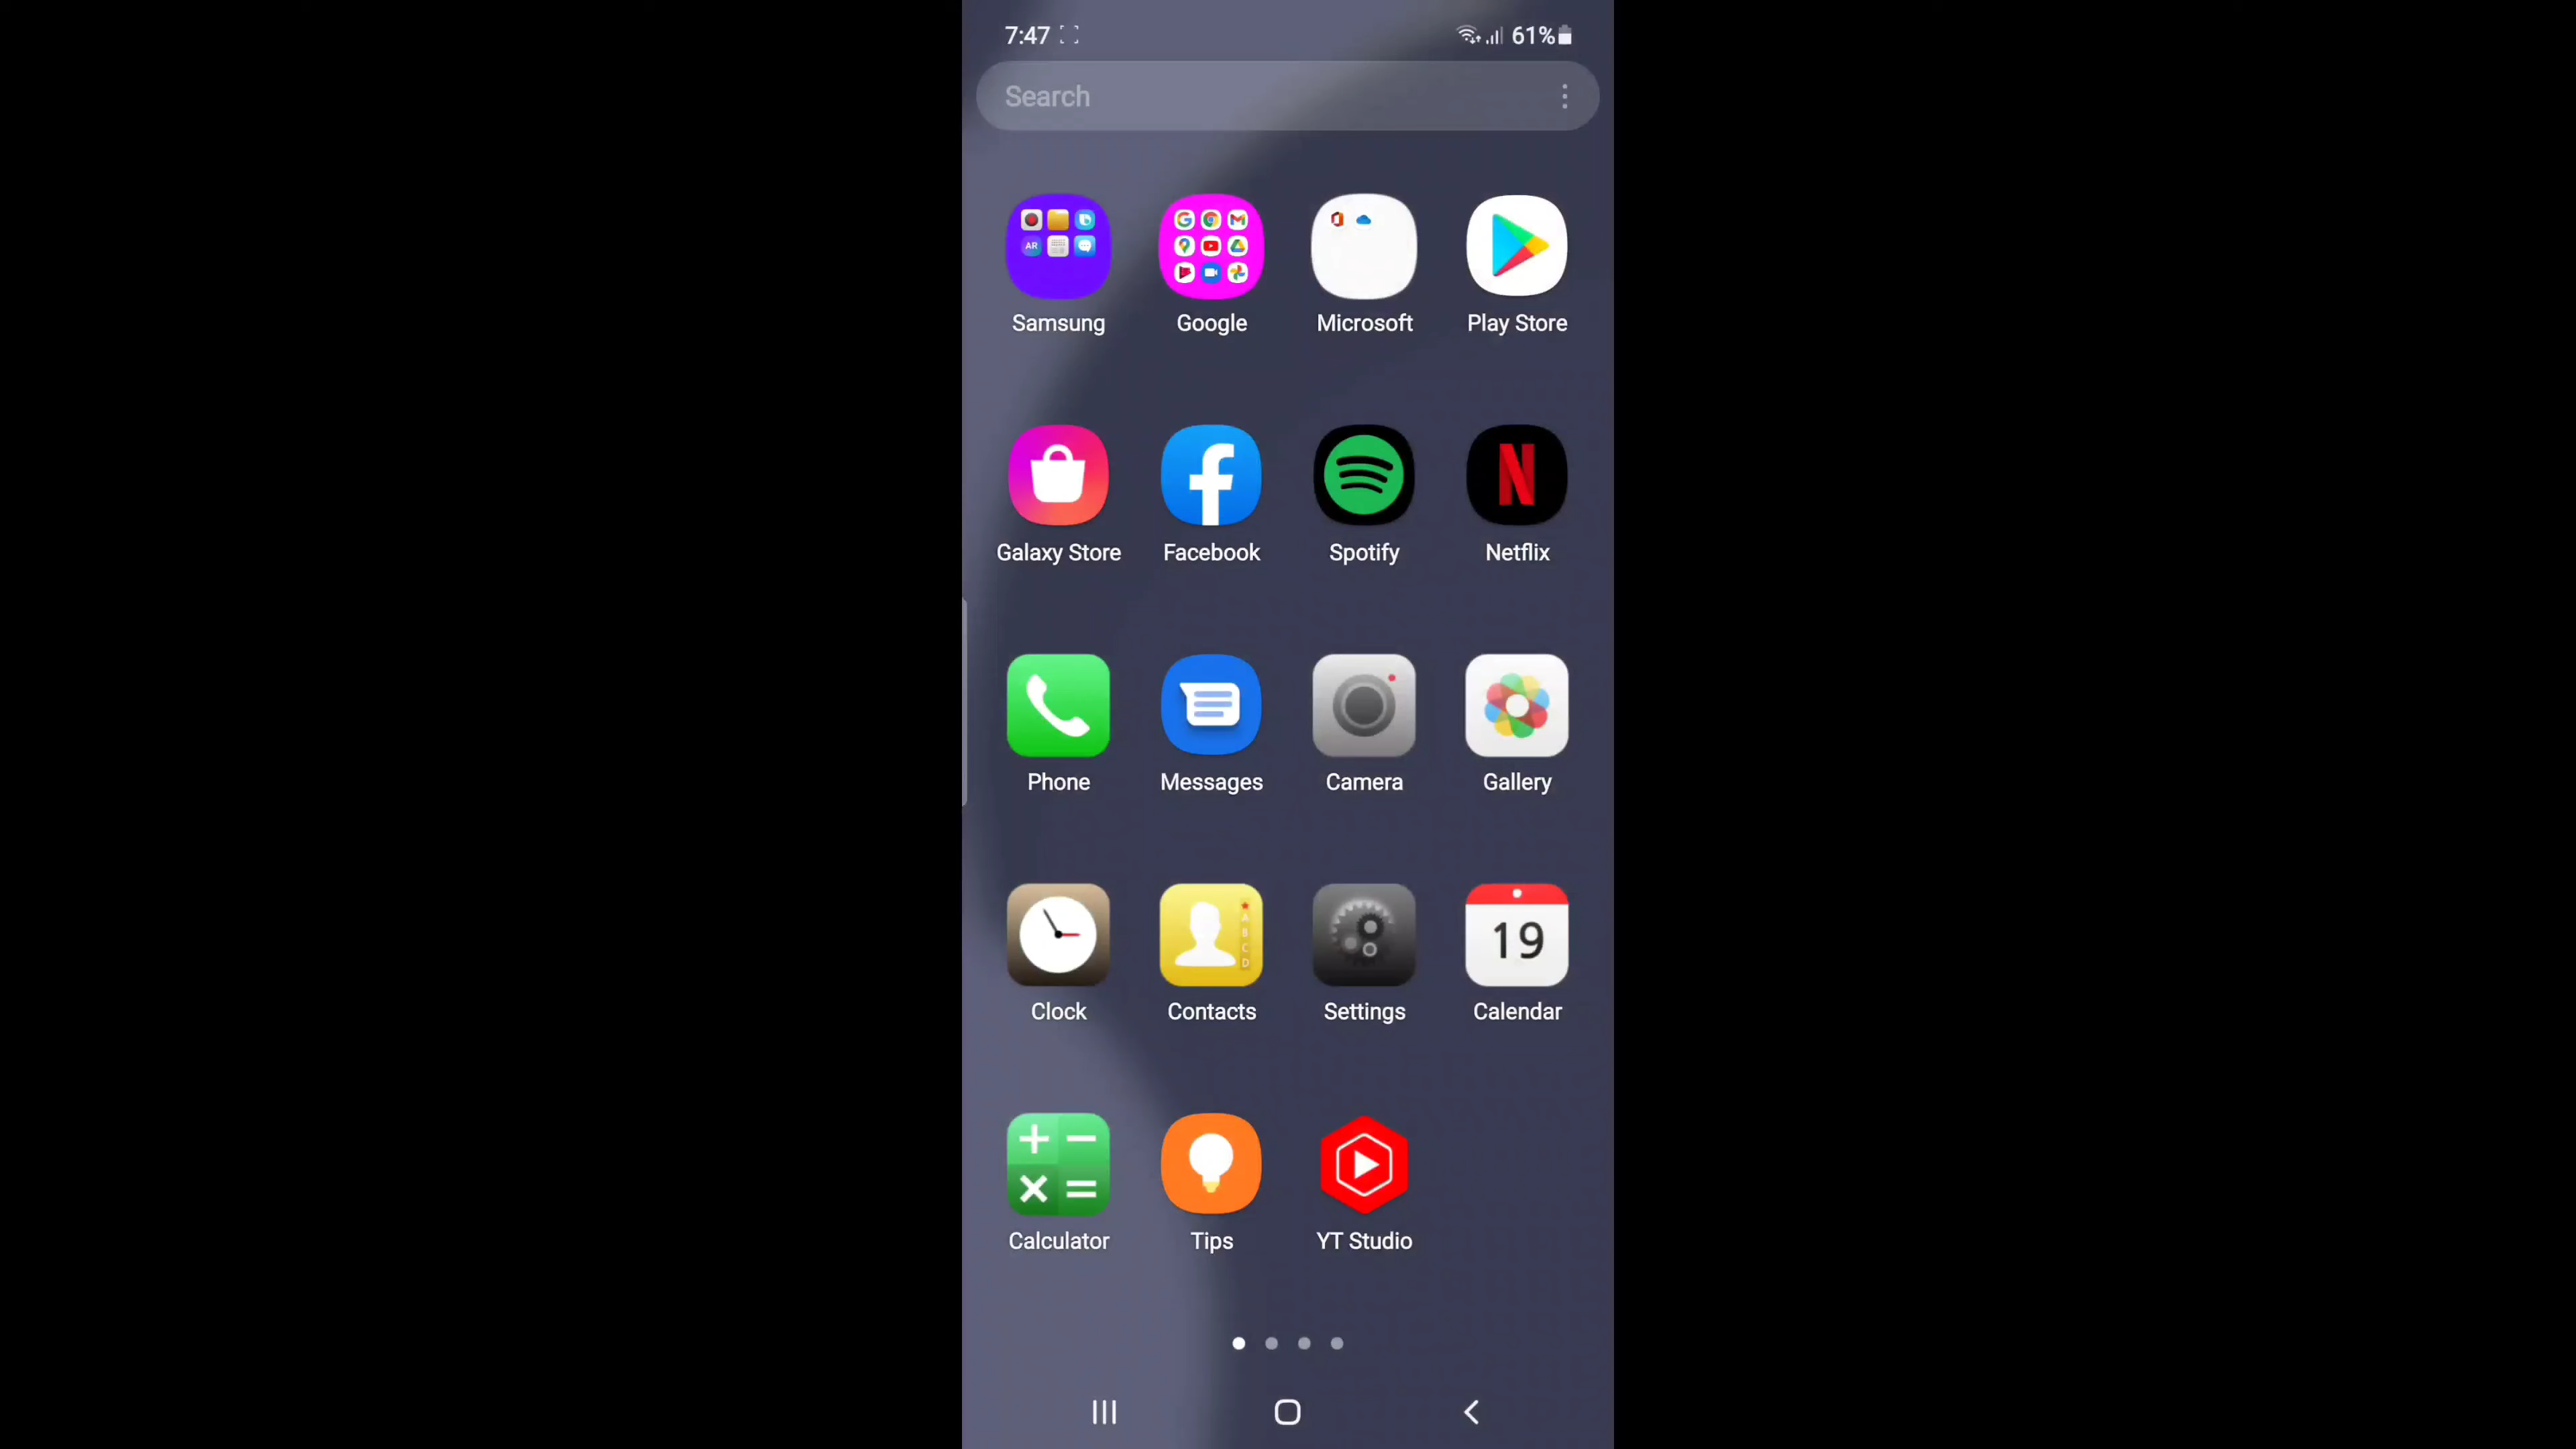 7:47 61%
Search
AR
Samsung Google Microsoft Play Store
Galaxy Store Facebook Spotify Netflix
Phone Messages Camera Gallery
A
B
C
D
19
Clock Contacts Settings Calendar
Calculator Tips YT Studio